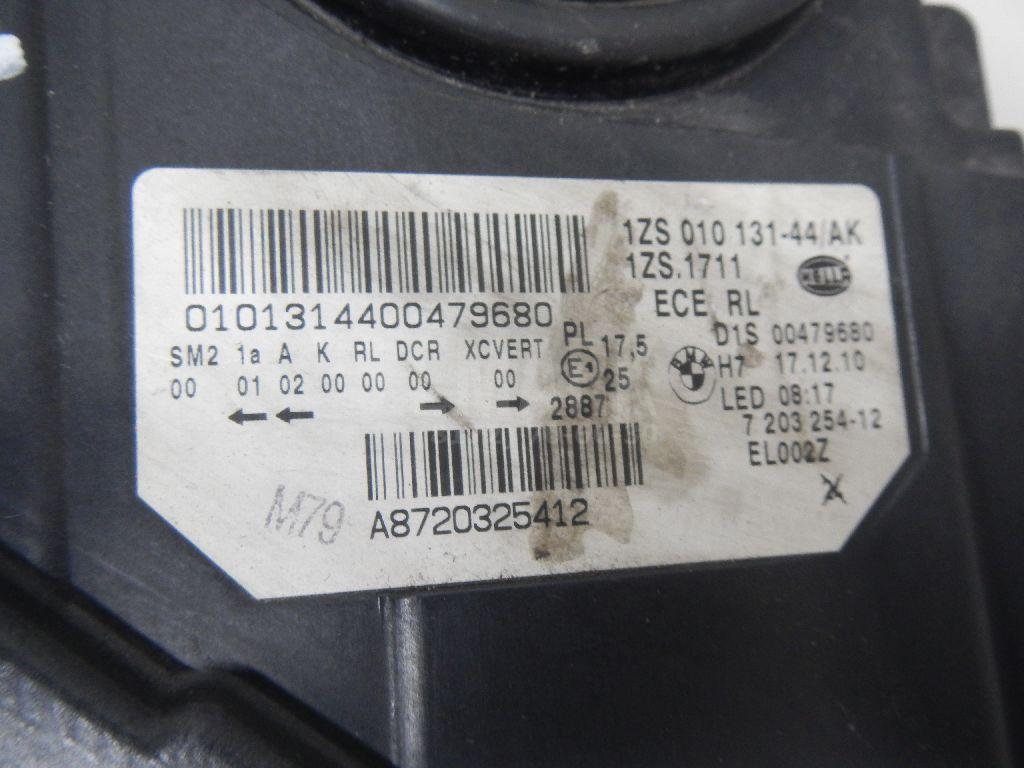 0101314400479680
1ZS 010 131-44/AK
1ZS.1711
HELLA
ECE RL
SM2 1a A K RL DCR XCVERT
00 01 02 00 00 00 00
PL 17,5
E1 25
2887
BMW
D1S 00479680
H7 17.12.10
LED 08:17
7 203 254-12
EL002Z
X
M79
A8720325412